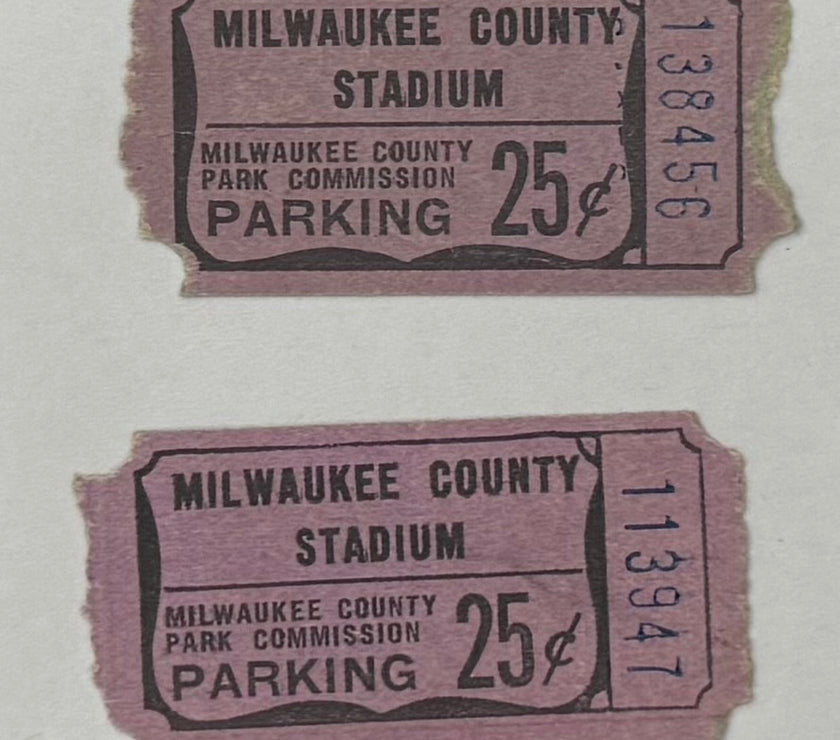 MILWAUKEE COUNTY
STADIUM
MILWAUKEE COUNTY
PARK COMMISSION
PARKING
25¢
138456
MILWAUKEE COUNTY
STADIUM
MILWAUKEE COUNTY
PARK COMMISSION
PARKING
25¢
113947